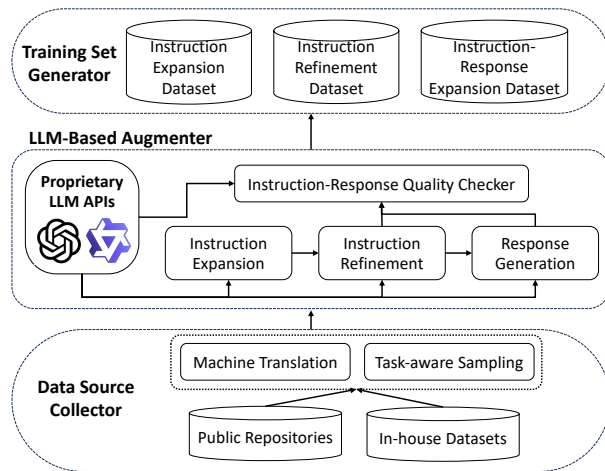 Training Set
Generator
Instruction
Expansion
Dataset
Instruction
Refinement
Dataset
Instruction-
Response
Expansion Dataset
LLM-Based Augmenter
Proprietary
LLM APIs
Instruction-Response Quality Checker
Instruction
Expansion
Instruction
Refinement
Response
Generation
Data Source
Collector
Machine Translation
Task-aware Sampling
Public Repositories
In-house Datasets